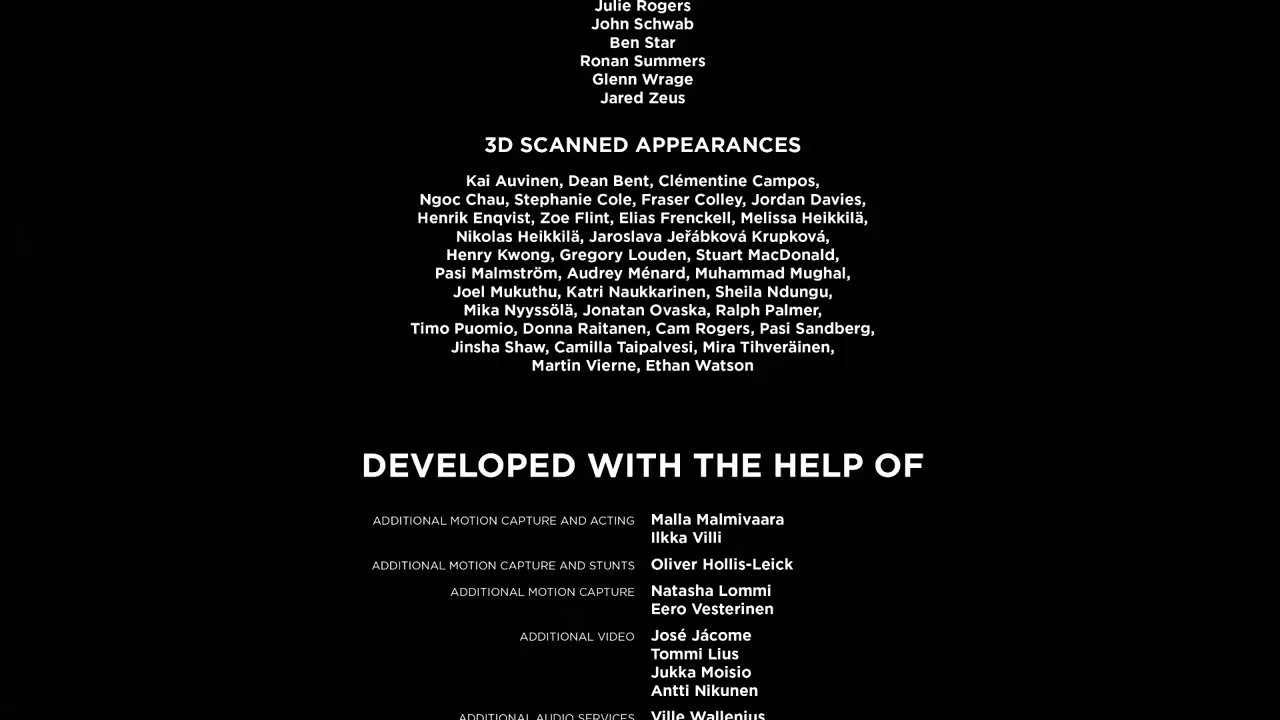 Julie Rogers
John Schwab
Ben Star
Ronan Summers
Glenn Wrage
Jared Zeus
3D SCANNED APPEARANCES
Kai Auvinen, Dean Bent, Clémentine Campos,
Ngoc Chau, Stephanie Cole, Fraser Colley, Jordan Davies,
Henrik Enqvist, Zoe Flint, Elias Frenckell, Melissa Heikkilä,
Nikolas Heikkilä, Jaroslava Jeřábková Krupková,
Henry Kwong, Gregory Louden, Stuart MacDonald,
Pasi Malmström, Audrey Ménard, Muhammad Mughal,
Joel Mukuthu, Katri Naukkarinen, Sheila Ndungu,
Mika Nyyssölä, Jonatan Ovaska, Ralph Palmer,
Timo Puomio, Donna Raitanen, Cam Rogers, Pasi Sandberg,
Jinsha Shaw, Camilla Taipalvesi, Mira Tihveräinen,
Martin Vierne, Ethan Watson
DEVELOPED WITH THE HELP OF
ADDITIONAL MOTION CAPTURE AND ACTING Malla Malmivaara
Ilkka Villi
ADDITIONAL MOTION CAPTURE AND STUNTS Oliver Hollis-Leick
ADDITIONAL MOTION CAPTURE Natasha Lommi
Eero Vesterinen
ADDITIONAL VIDEO José Jácome
Tommi Lius
Jukka Moisio
Antti Nikunen
ADDITIONAL AUDIO SERVICES Ville Wallenius